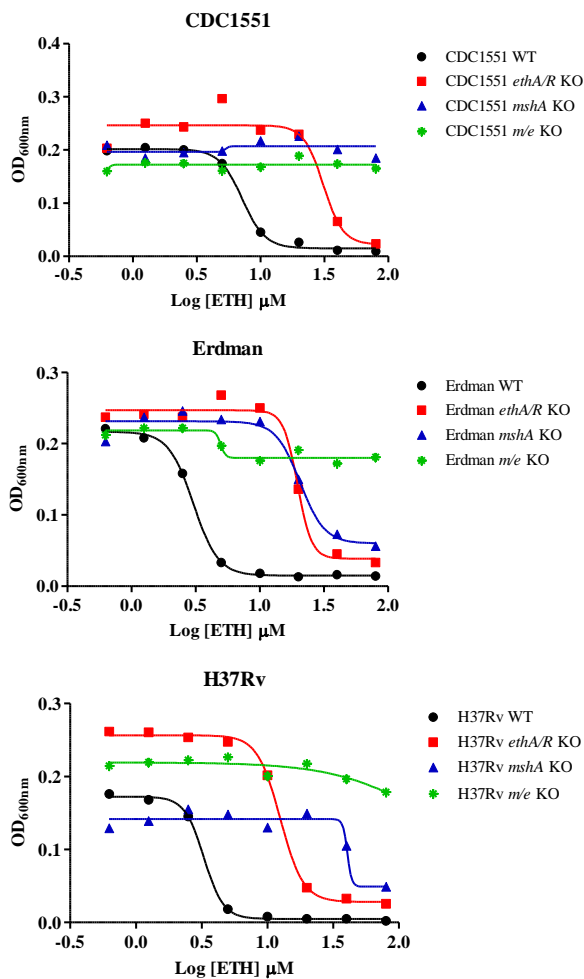 CDC1551
0.4
0.3
0.2
0.1
0.0
OD600nm
-0.5 0.0 0.5 1.0 1.5 2.0
Log [ETH] μM
CDC1551 WT
CDC1551 ethA/R KO
CDC1551 mshA KO
CDC1551 m/e KO
Erdman
0.3
0.2
0.1
0.0
OD600nm
-0.5 0.0 0.5 1.0 1.5 2.0
Log [ETH] μM
Erdman WT
Erdman ethA/R KO
Erdman mshA KO
Erdman m/e KO
H37Rv
0.3
0.2
0.1
0.0
OD600nm
-0.5 0.0 0.5 1.0 1.5 2.0
Log [ETH] μM
H37Rv WT
H37Rv ethA/R KO
H37Rv mshA KO
H37Rv m/e KO